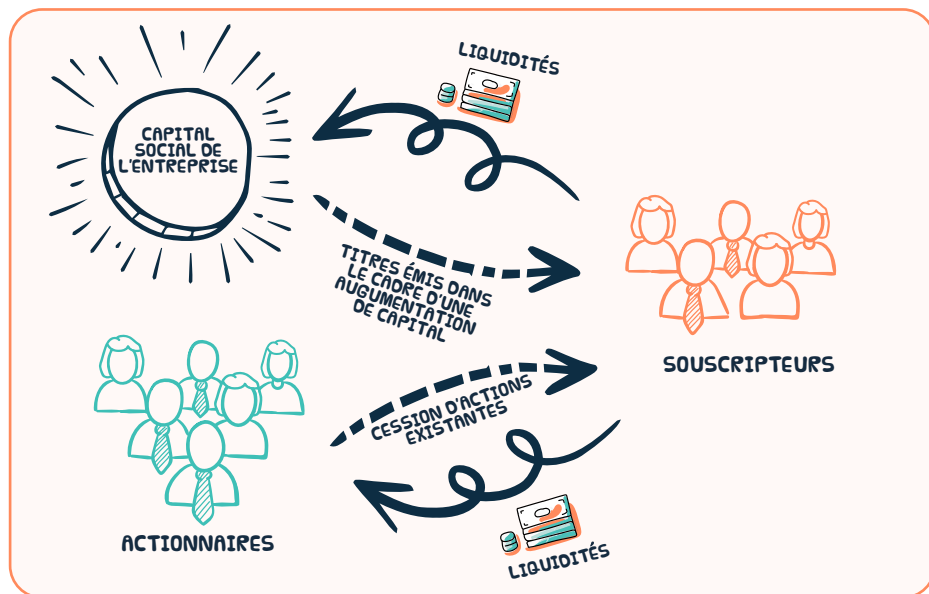 LIQUIDITÉS
CAPITAL
SOCIAL DE
L'ENTREPRISE
TITRES ÉMIS DANS
LE CADRE D'UNE
AUGUMENTATION
DE CAPITAL
SOUSCRIPTEURS
CESSION D'ACTIONS
EXISTANTES
ACTIONNAIRES
LIQUIDITÉS